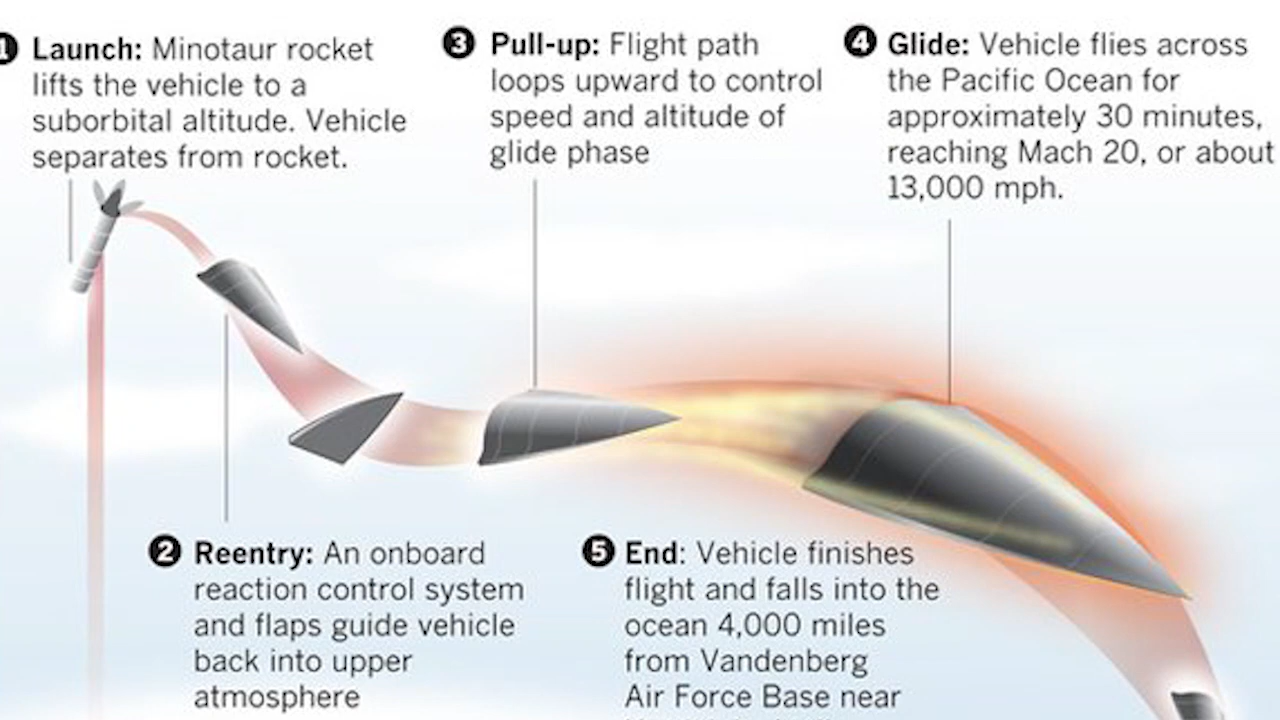 1 Launch: Minotaur rocket
lifts the vehicle to a
suborbital altitude. Vehicle
separates from rocket.
2 Reentry: An onboard
reaction control system
and flaps guide vehicle
back into upper
atmosphere
3 Pull-up: Flight path
loops upward to control
speed and altitude of
glide phase
4 Glide: Vehicle flies across
the Pacific Ocean for
approximately 30 minutes,
reaching Mach 20, or about
13,000 mph.
5 End: Vehicle finishes
flight and falls into the
ocean 4,000 miles
from Vandenberg
Air Force Base near